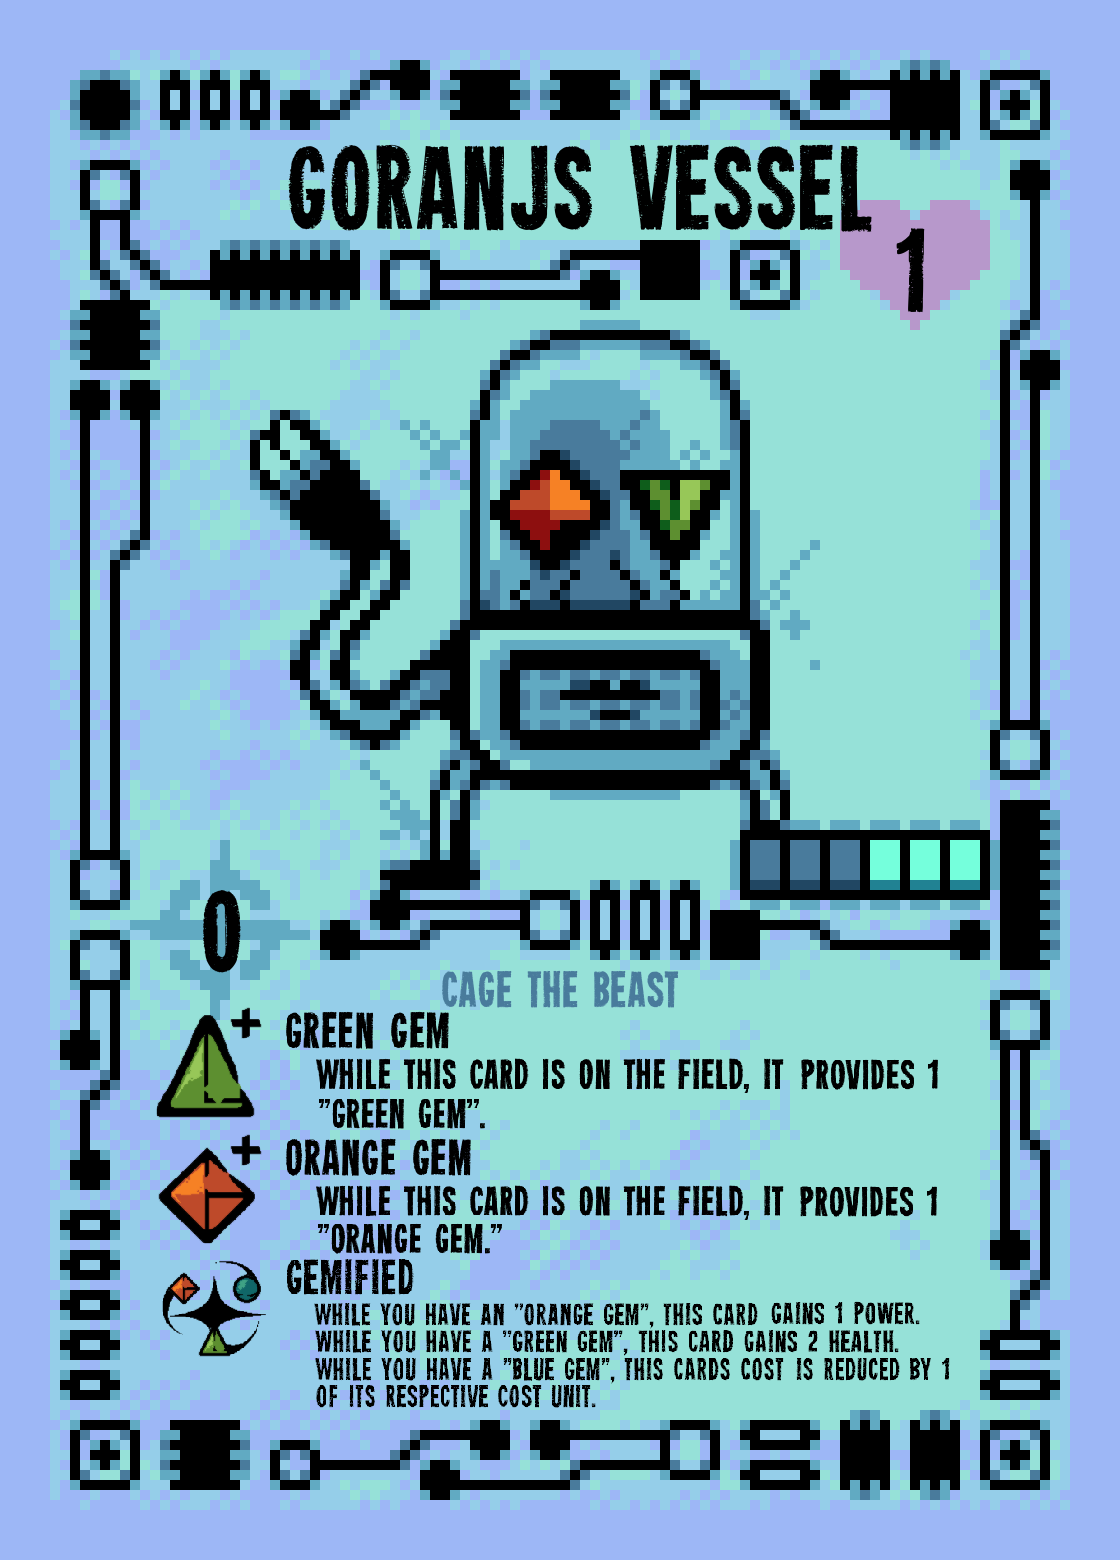 GORANJS VESSEL
1
0
CAGE THE BEAST
GREEN GEM
WHILE THIS CARD IS ON THE FIELD, IT PROVIDES 1
"GREEN GEM".
ORANGE GEM
WHILE THIS CARD IS ON THE FIELD, IT PROVIDES 1
"ORANGE GEM."
GEMIFIED
WHILE YOU HAVE AN "ORANGE GEM", THIS CARD GAINS 1 POWER.
WHILE YOU HAVE A "GREEN GEM", THIS CARD GAINS 2 HEALTH.
WHILE YOU HAVE A "BLUE GEM", THIS CARDS COST IS REDUCED BY 1
OF ITS RESPECTIVE COST UNIT.